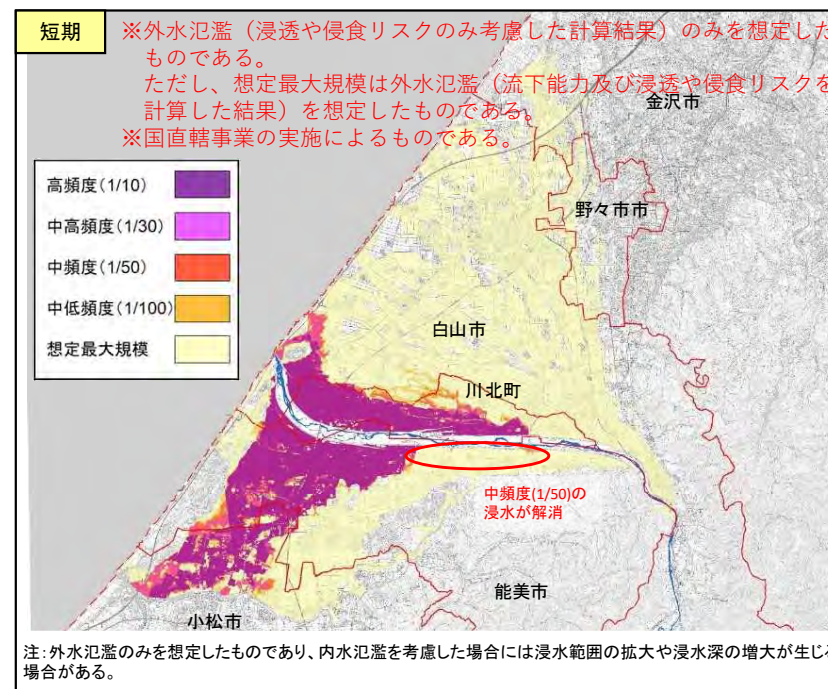 短期
※外水氾濫（浸透や侵食リスクのみ考慮した計算結果）のみを想定した
ものである。
ただし、想定最大規模は外水氾濫（流下能力及び浸透や侵食リスクを
計算した結果）を想定したものである。
※国直轄事業の実施によるものである。
金沢市
高頻度(1/10)
中高頻度(1/30)
中頻度(1/50)
中低頻度(1/100)
想定最大規模
野々市市
白山市
川北町
中頻度(1/50)の
浸水が解消
能美市
小松市
注：外水氾濫のみを想定したものであり、内水氾濫を考慮した場合には浸水範囲の拡大や浸水深の増大が生じる
場合がある。